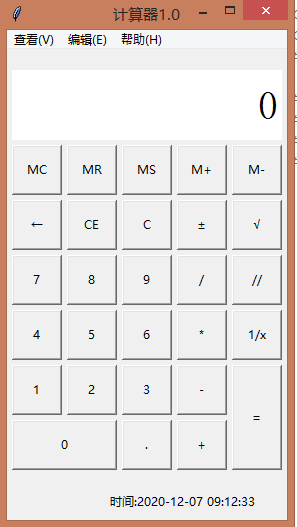 计算器1.0
查看(V) 编辑(E) 帮助(H)
0
MC MR MS M+ M-
← CE C ± √
7 8 9 / //
4 5 6 * 1/x
1 2 3 -
=
0 . +
时间:2020-12-07 09:12:33